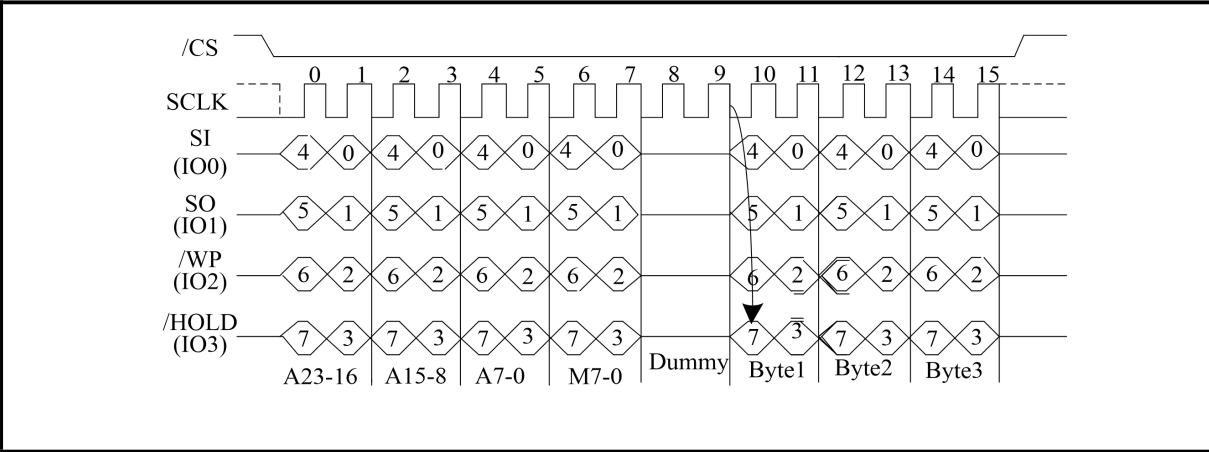 /CS
0 1 2 3 4 5 6 7 8 9 10 11 12 13 14 15
SCLK
SI
(IO0)
4 0 4 0 4 0 4 0 4 0 4 0 4 0
SO
(IO1)
5 1 5 1 5 1 5 1 5 1 5 1 5 1
/WP
(IO2)
6 2 6 2 6 2 6 2 6 2 6 2 6 2
/HOLD
(IO3)
7 3 7 3 7 3 7 3 7 3 7 3 7 3
A23-16 A15-8 A7-0 M7-0 Dummy Byte1 Byte2 Byte3